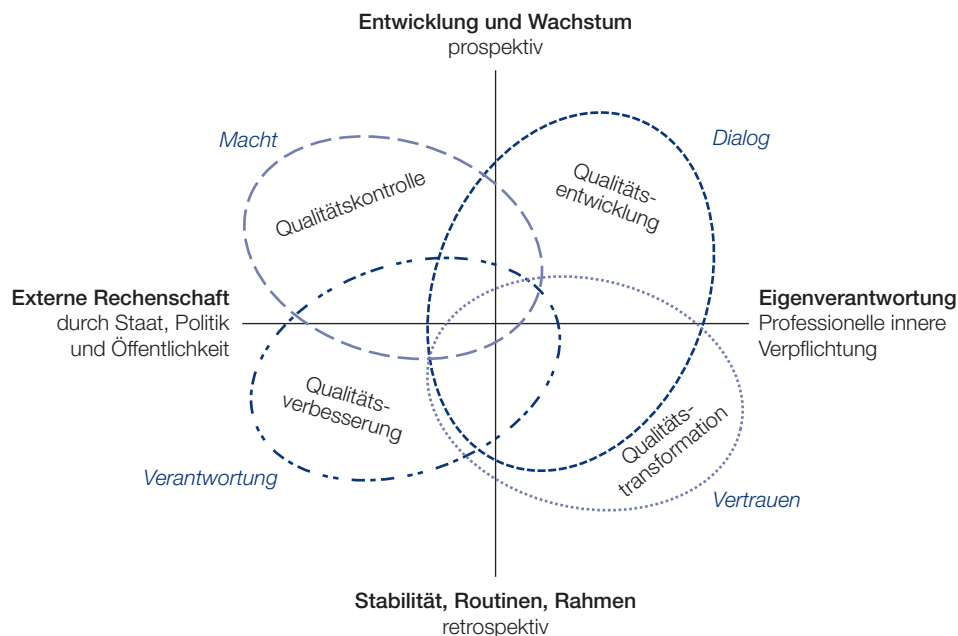 Entwicklung und Wachstum
prospektiv
Macht
Dialog
Qualitätskontrolle
Qualitäts-
entwicklung
Externe Rechenschaft
durch Staat, Politik
und Öffentlichkeit
Eigenverantwortung
Professionelle innere
Verpflichtung
Qualitäts-
verbesserung
Qualitäts-
transformation
Verantwortung
Vertrauen
Stabilität, Routinen, Rahmen
retrospektiv